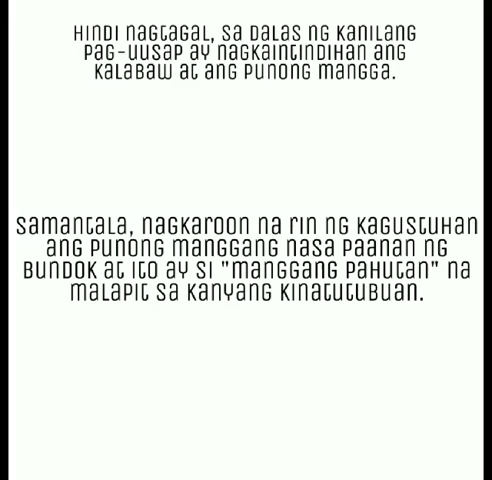 Hindi nagtagal, sa dalas ng kanilang
pag-uusap ay nagkaintindihan ang
kalabaw at ang punong mangga.
Samantala, nagkaroon na rin ng kagustuhan
ang punong manggang nasa paanan ng
bundok at ito ay si "manggang pahutan" na
malapit sa kanyang kinatutubuan.